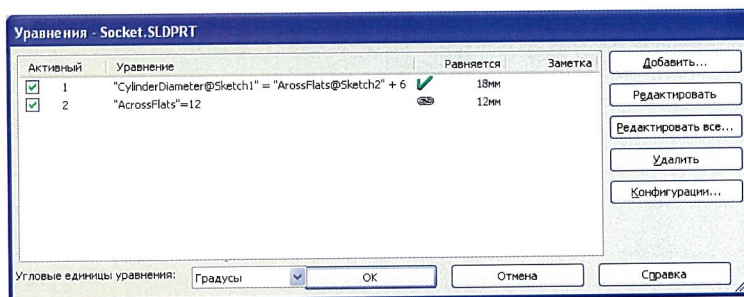 Уравнения - Socket.SLDPRT
Активный Уравнение Равняется Заметка
1 "CylinderDiameter@Sketch1" = "ArossFlats@Sketch2" + 6 18мм
2 "AcrossFlats"=12 12мм
Добавить...
Редактировать
Редактировать все...
Удалить
Конфигурации...
Угловые единицы уравнения: Градусы OK Отмена Справка